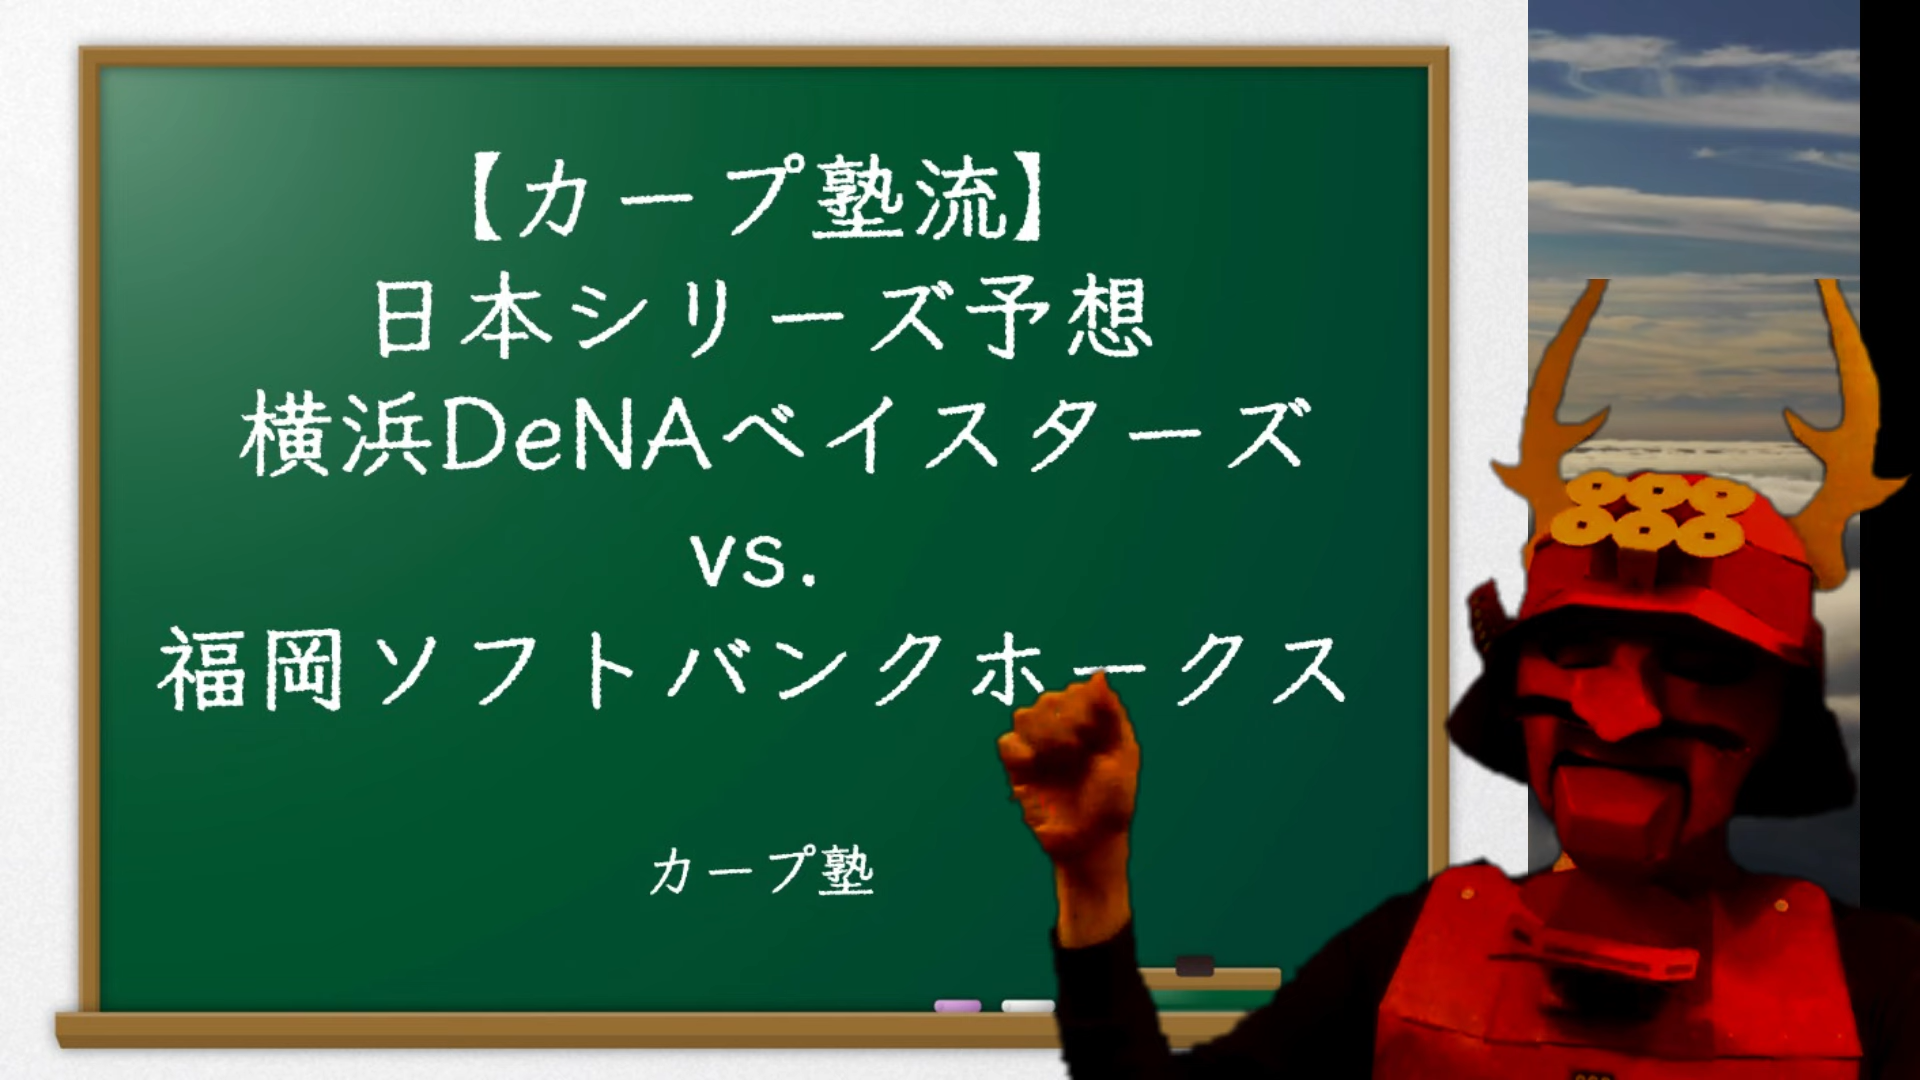 【カープ塾流】
日本シリーズ予想
横浜DeNAベイスターズ
vs.
福岡ソフトバンクホークス
カープ塾